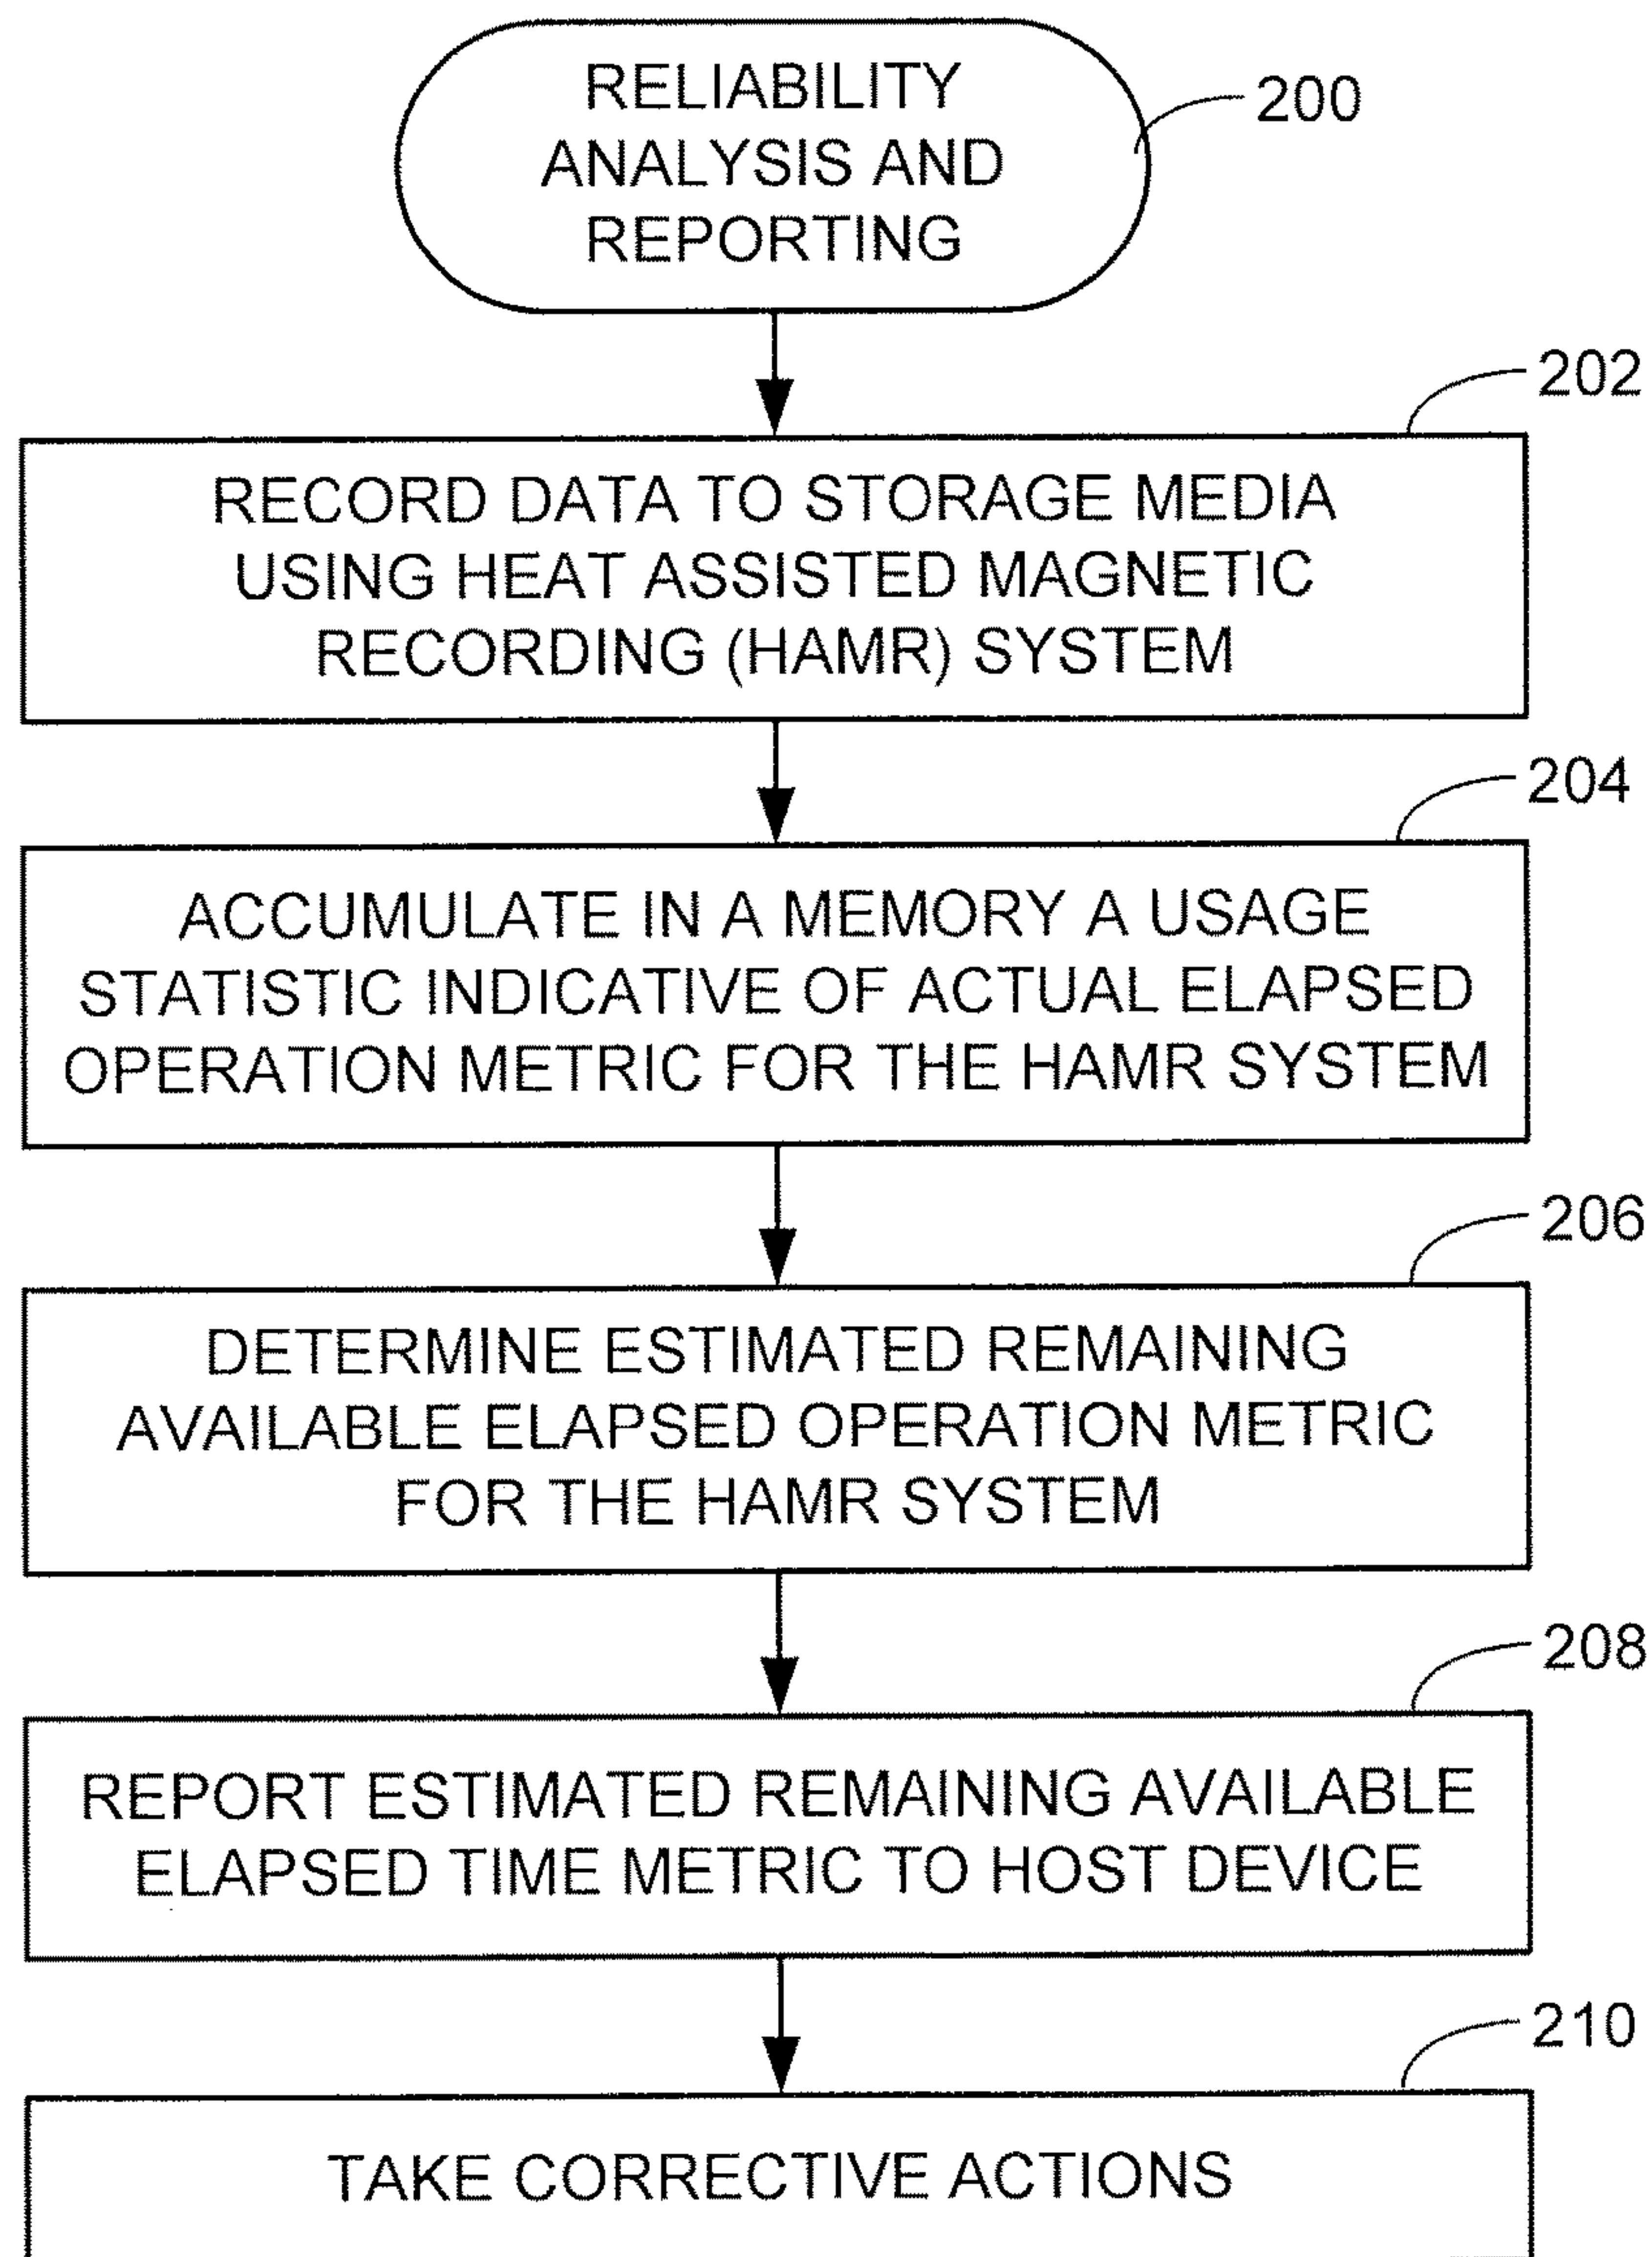 RELIABILITY
ANALYSIS AND
REPORTING
200
202
RECORD DATA TO STORAGE MEDIA
USING HEAT ASSISTED MAGNETIC
RECORDING (HAMR) SYSTEM
204
ACCUMULATE IN A MEMORY A USAGE
STATISTIC INDICATIVE OF ACTUAL ELAPSED
OPERATION METRIC FOR THE HAMR SYSTEM
206
DETERMINE ESTIMATED REMAINING
AVAILABLE ELAPSED OPERATION METRIC
FOR THE HAMR SYSTEM
208
REPORT ESTIMATED REMAINING AVAILABLE
ELAPSED TIME METRIC TO HOST DEVICE
210
TAKE CORRECTIVE ACTIONS